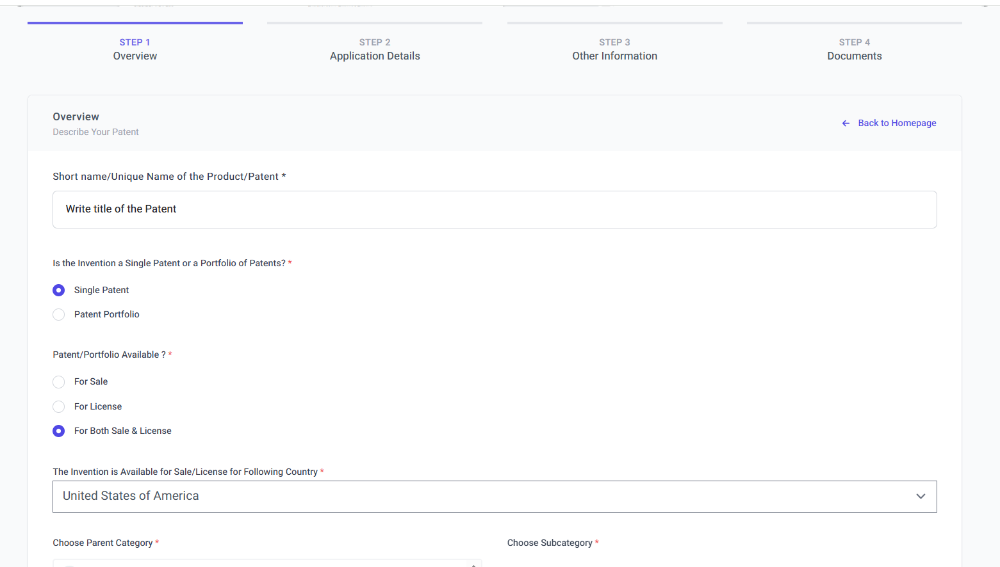 STEP 1
Overview
STEP 2
Application Details
STEP 3
Other Information
STEP 4
Documents
Overview
Describe Your Patent
Back to Homepage
Short name/Unique Name of the Product/Patent *
Write title of the Patent
Is the Invention a Single Patent or a Portfolio of Patents? *
Single Patent
Patent Portfolio
Patent/Portfolio Available ? *
For Sale
For License
For Both Sale & License
The Invention is Available for Sale/License for Following Country *
United States of America
Choose Parent Category *
Choose Subcategory *